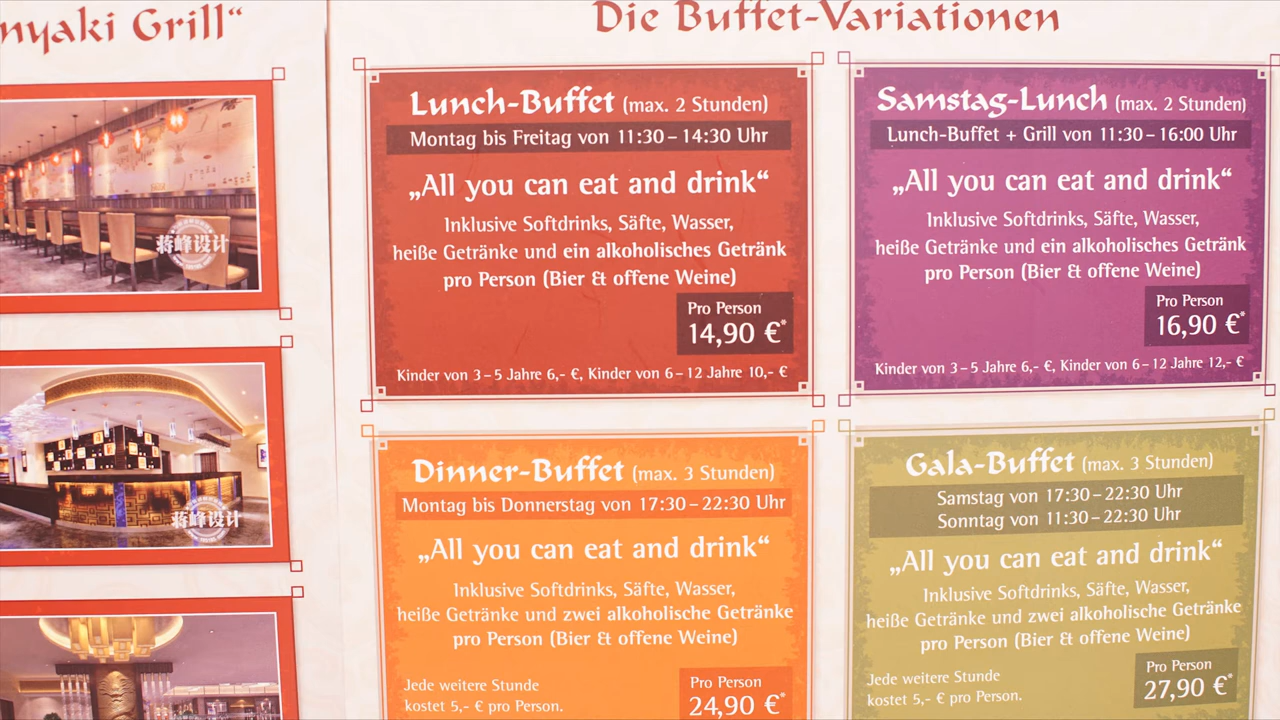 nyaki Grill“
蒋峰设计
蒋峰设计
Die Buffet-Variationen
Lunch-Buffet (max. 2 Stunden)
Montag bis Freitag von 11:30 – 14:30 Uhr
„All you can eat and drink“
Inklusive Softdrinks, Säfte, Wasser,
heiße Getränke und ein alkoholisches Getränk
pro Person (Bier & offene Weine)
Pro Person
14,90 €*
Kinder von 3 – 5 Jahre 6,- €, Kinder von 6 – 12 Jahre 10,- €
Samstag-Lunch (max. 2 Stunden)
Lunch-Buffet + Grill von 11:30 – 16:00 Uhr
„All you can eat and drink“
Inklusive Softdrinks, Säfte, Wasser,
heiße Getränke und ein alkoholisches Getränk
pro Person (Bier & offene Weine)
Pro Person
16,90 €*
Kinder von 3 – 5 Jahre 6,- €, Kinder von 6 – 12 Jahre 12,- €
Dinner-Buffet (max. 3 Stunden)
Montag bis Donnerstag von 17:30 – 22:30 Uhr
„All you can eat and drink“
Inklusive Softdrinks, Säfte, Wasser,
heiße Getränke und zwei alkoholische Getränke
pro Person (Bier & offene Weine)
Jede weitere Stunde
kostet 5,- € pro Person.
Pro Person
24,90 €*
Gala-Buffet (max. 3 Stunden)
Samstag von 17:30 – 22:30 Uhr
Sonntag von 11:30 – 22:30 Uhr
„All you can eat and drink“
Inklusive Softdrinks, Säfte, Wasser,
heiße Getränke und zwei alkoholische Getränke
pro Person (Bier & offene Weine)
Jede weitere Stunde
kostet 5,- € pro Person.
Pro Person
27,90 €*